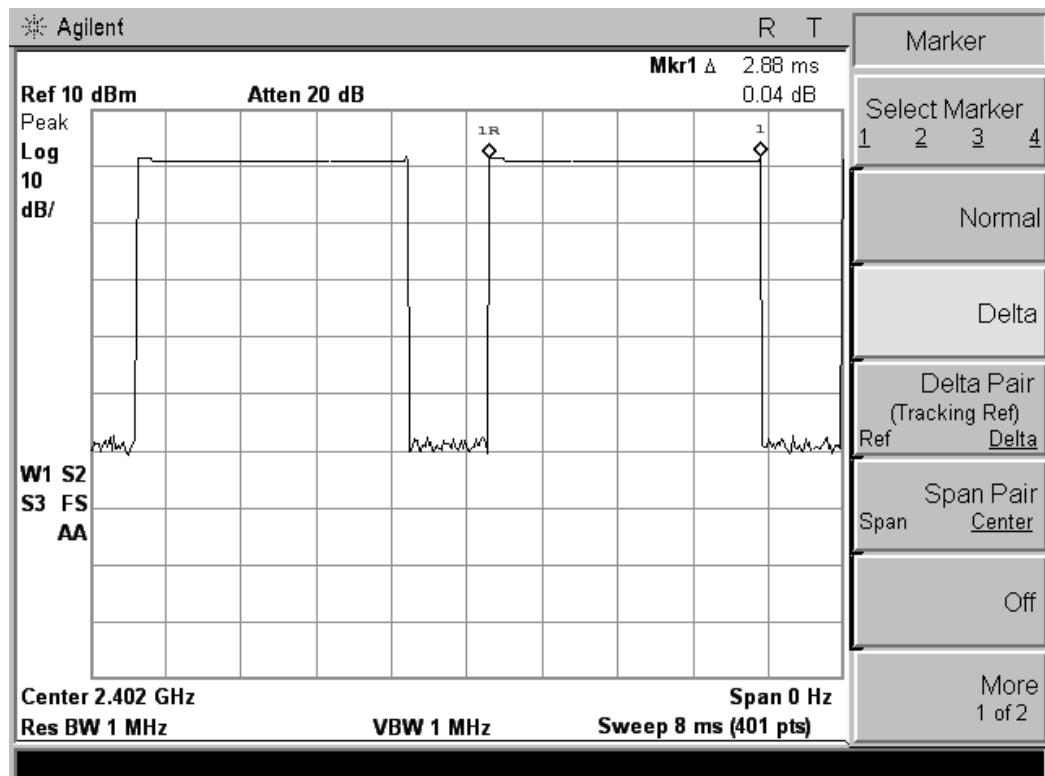 Agilent
R T
Mkr1 Δ 2.88 ms
Ref 10 dBm Atten 20 dB 0.04 dB
Peak
Log
10
dB/
1R
1
W1 S2
S3 FS
AA
Center 2.402 GHz Span 0 Hz
Res BW 1 MHz VBW 1 MHz Sweep 8 ms (401 pts)
Marker
Select Marker
1 2 3 4
Normal
Delta
Delta Pair
(Tracking Ref)
Ref Delta
Span Pair
Span Center
Off
More
1 of 2